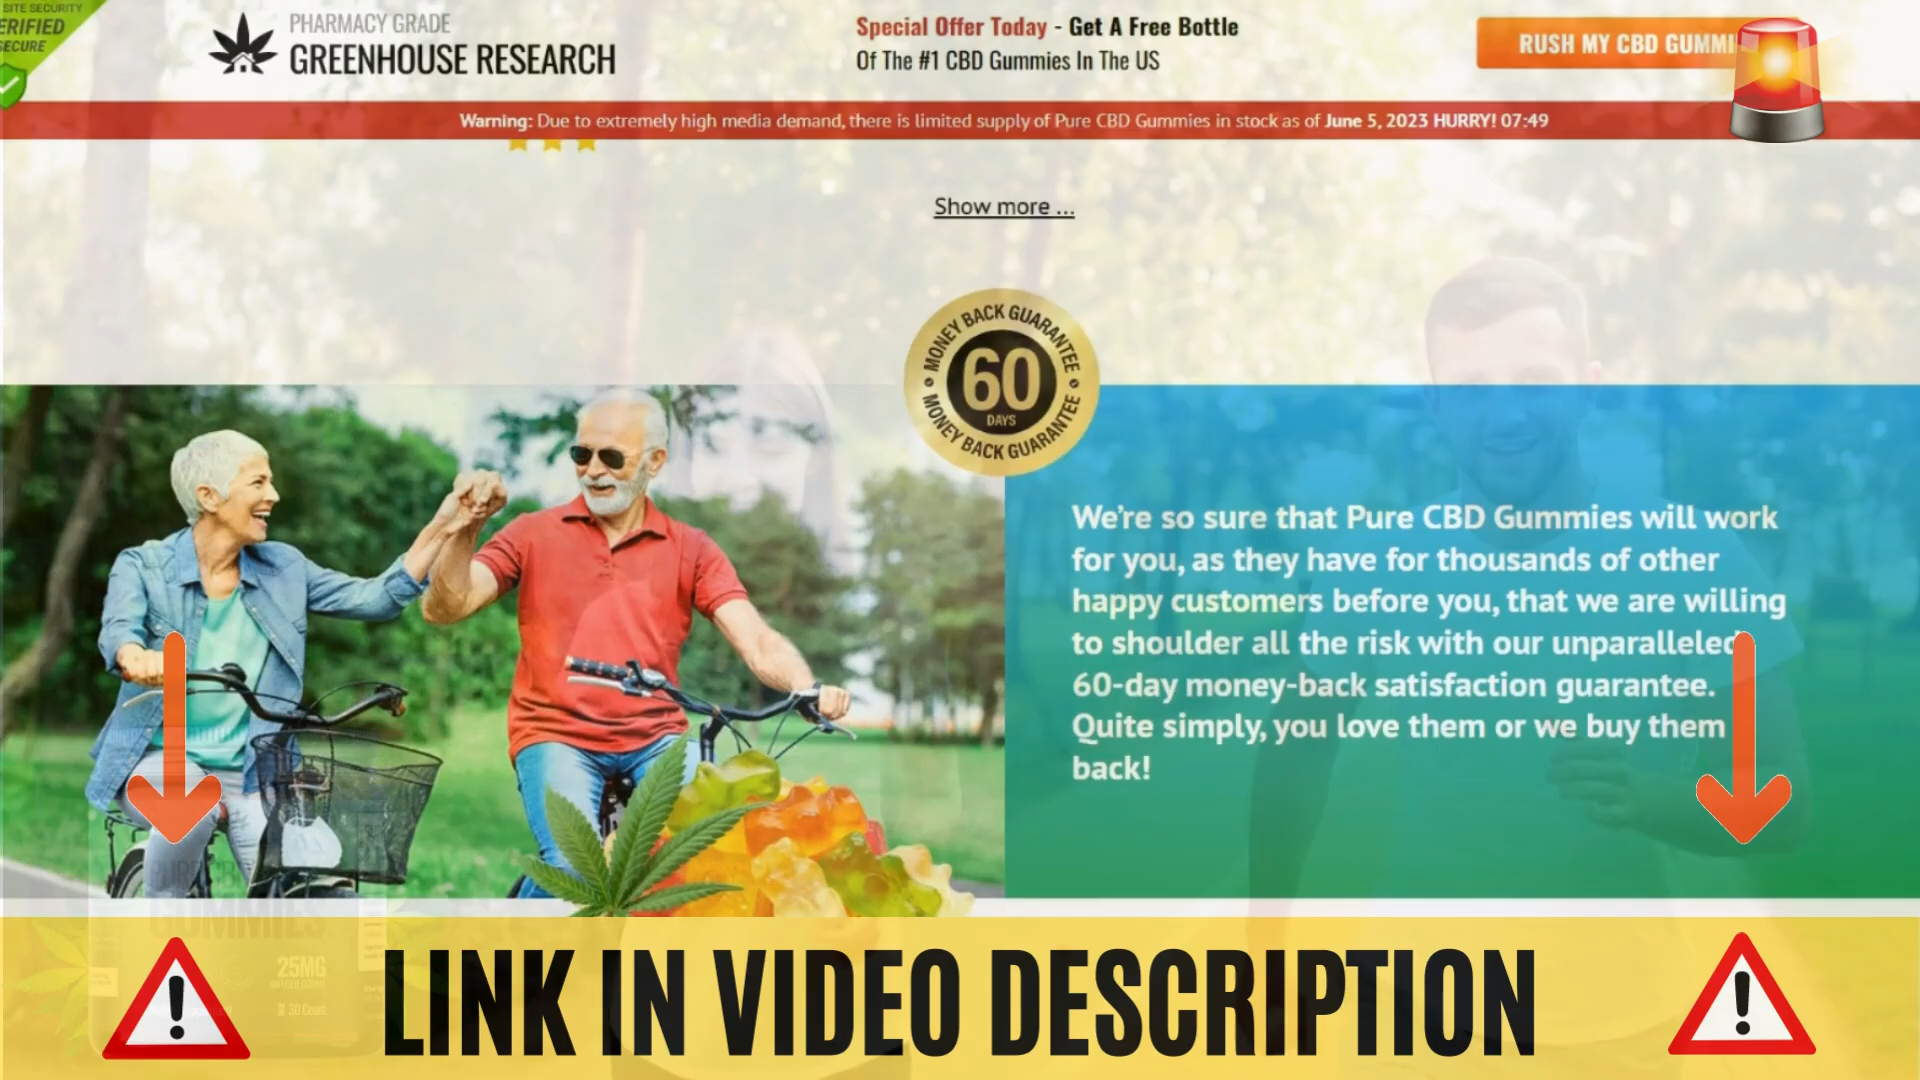 SITE SECURITY
VERIFIED
SECURE
PHARMACY GRADE
GREENHOUSE RESEARCH
Special Offer Today - Get A Free Bottle
Of The #1 CBD Gummies In The US
RUSH MY CBD GUMMI
Warning: Due to extremely high media demand, there is limited supply of Pure CBD Gummies in stock as of June 5, 2023 HURRY! 07:49
Show more ...
MONEY BACK GUARANTEE
60
DAYS
MONEY BACK GUARANTEE
We're so sure that Pure CBD Gummies will work
for you, as they have for thousands of other
happy customers before you, that we are willing
to shoulder all the risk with our unparalleled
60-day money-back satisfaction guarantee.
Quite simply, you love them or we buy them
back!
GUMMIES
25MG
30 Count
LINK IN VIDEO DESCRIPTION